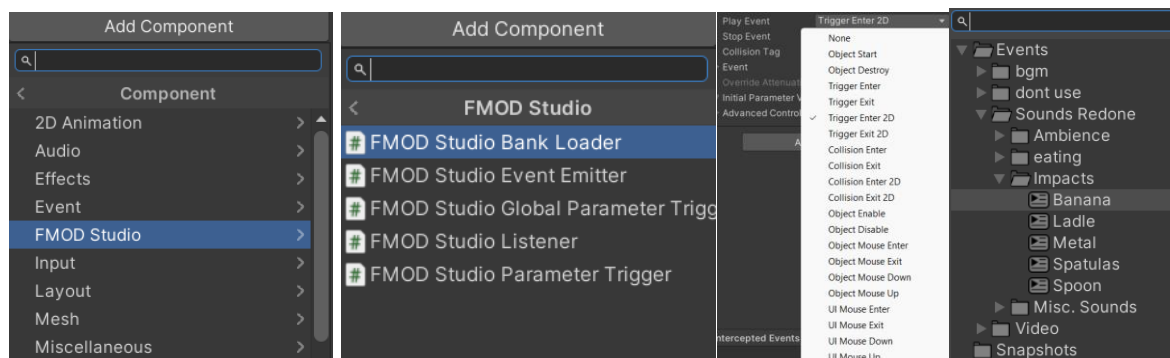 Add Component
Component
2D Animation
Audio
Effects
Event
FMOD Studio
Input
Layout
Mesh
Miscellaneous
Add Component
FMOD Studio
FMOD Studio Bank Loader
FMOD Studio Event Emitter
FMOD Studio Global Parameter Trigg
FMOD Studio Listener
FMOD Studio Parameter Trigger
Play Event Trigger Enter 2D
Stop Event
Collision Tag
Event
Override Attenuat
Initial Parameter V
Advanced Control
A
ntercepted Events
None
Object Start
Object Destroy
Trigger Enter
Trigger Exit
Trigger Enter 2D
Trigger Exit 2D
Collision Enter
Collision Exit
Collision Enter 2D
Collision Exit 2D
Object Enable
Object Disable
Object Mouse Enter
Object Mouse Exit
Object Mouse Down
Object Mouse Up
UI Mouse Enter
UI Mouse Exit
UI Mouse Down
UI Mouse Up
Events
bgm
dont use
Sounds Redone
Ambience
eating
Impacts
Banana
Ladle
Metal
Spatulas
Spoon
Misc. Sounds
Video
Snapshots